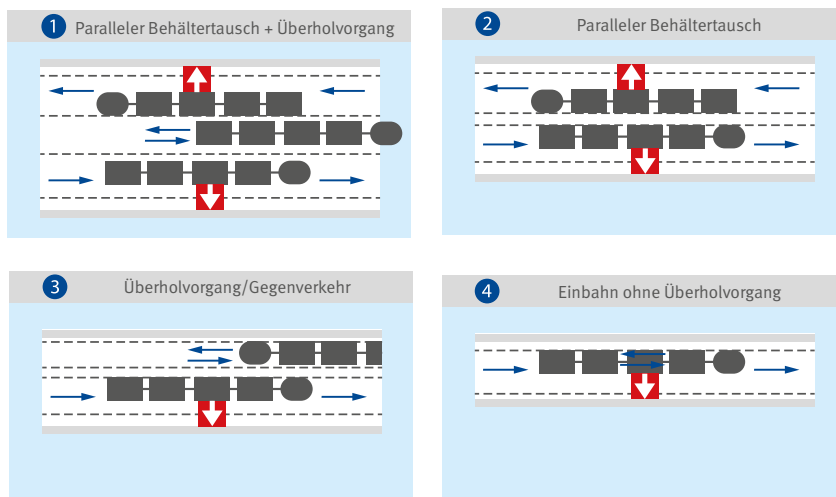 1 Paralleler Behältertausch + Überholvorgang
2 Paralleler Behältertausch
3 Überholvorgang/Gegenverkehr
4 Einbahn ohne Überholvorgang